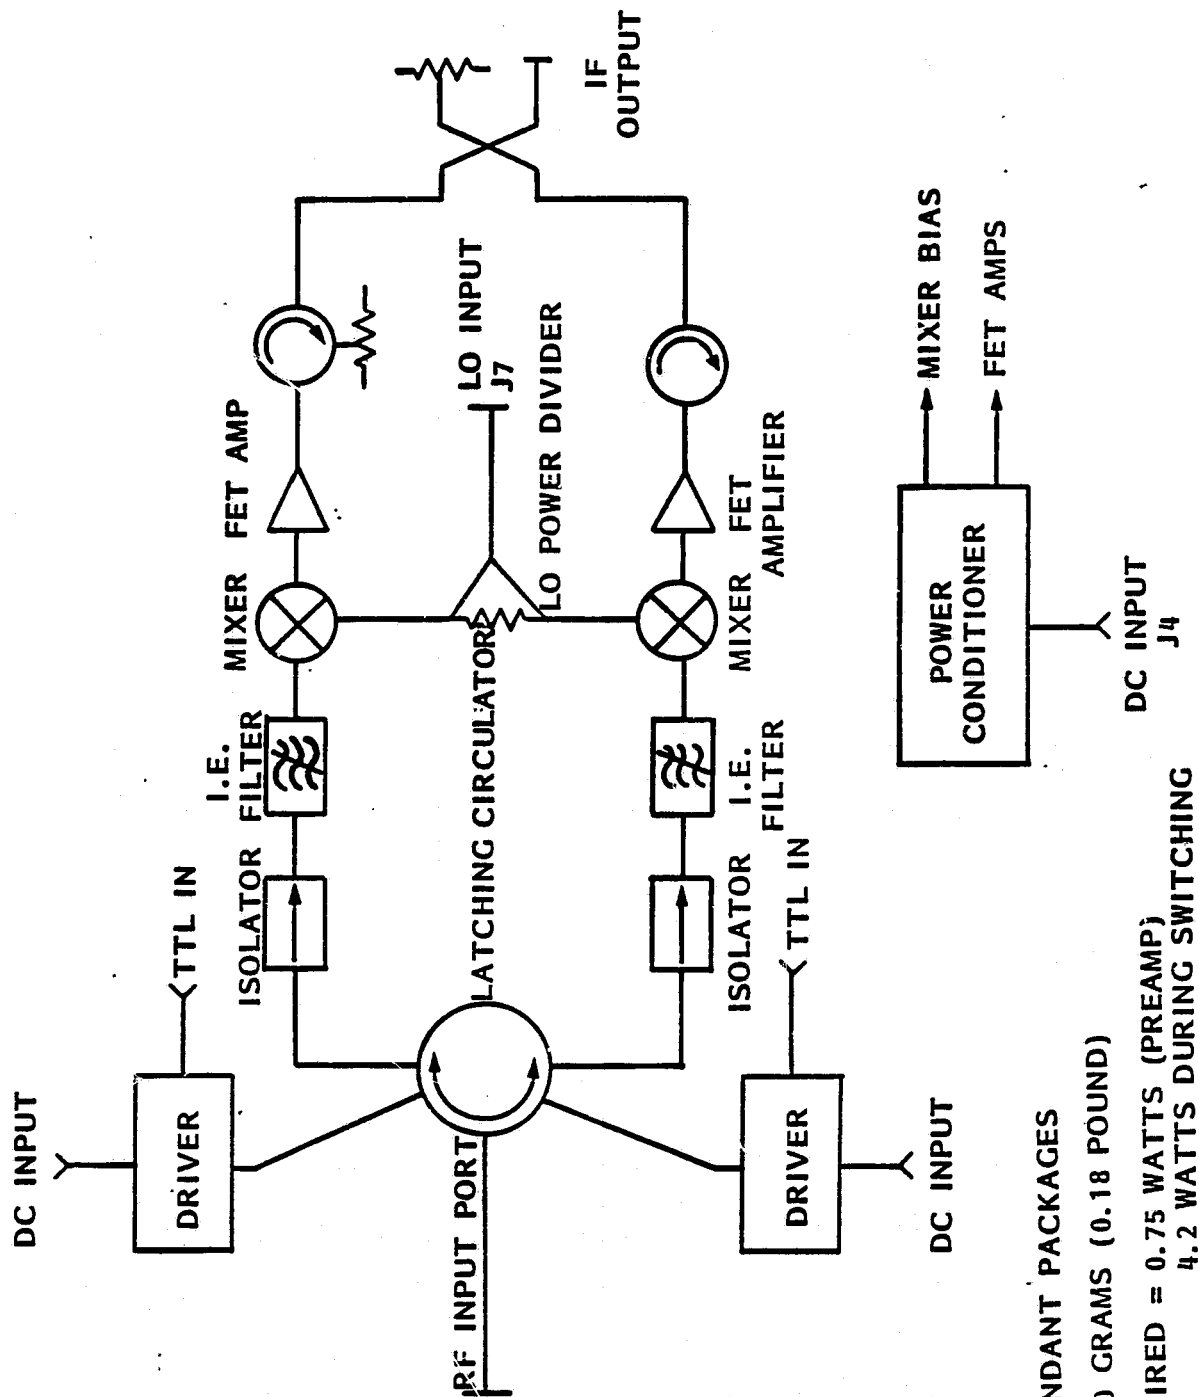 DC INPUT
DRIVER
TTL IN
RF INPUT PORT
LATCHING CIRCULATOR
ISOLATOR
I.E.
FILTER
MIXER
FET AMP
LO INPUT
J7
LO POWER DIVIDER
IF
OUTPUT
ISOLATOR
I.E.
FILTER
MIXER
FET
AMPLIFIER
DRIVER
TTL IN
DC INPUT
POWER
CONDITIONER
MIXER BIAS
FET AMPS
DC INPUT
J4
PACKAGES
GRAMS (0.18 POUND)
= 0.75 WATTS (PREAMP)
4.2 WATTS DURING SWITCHING